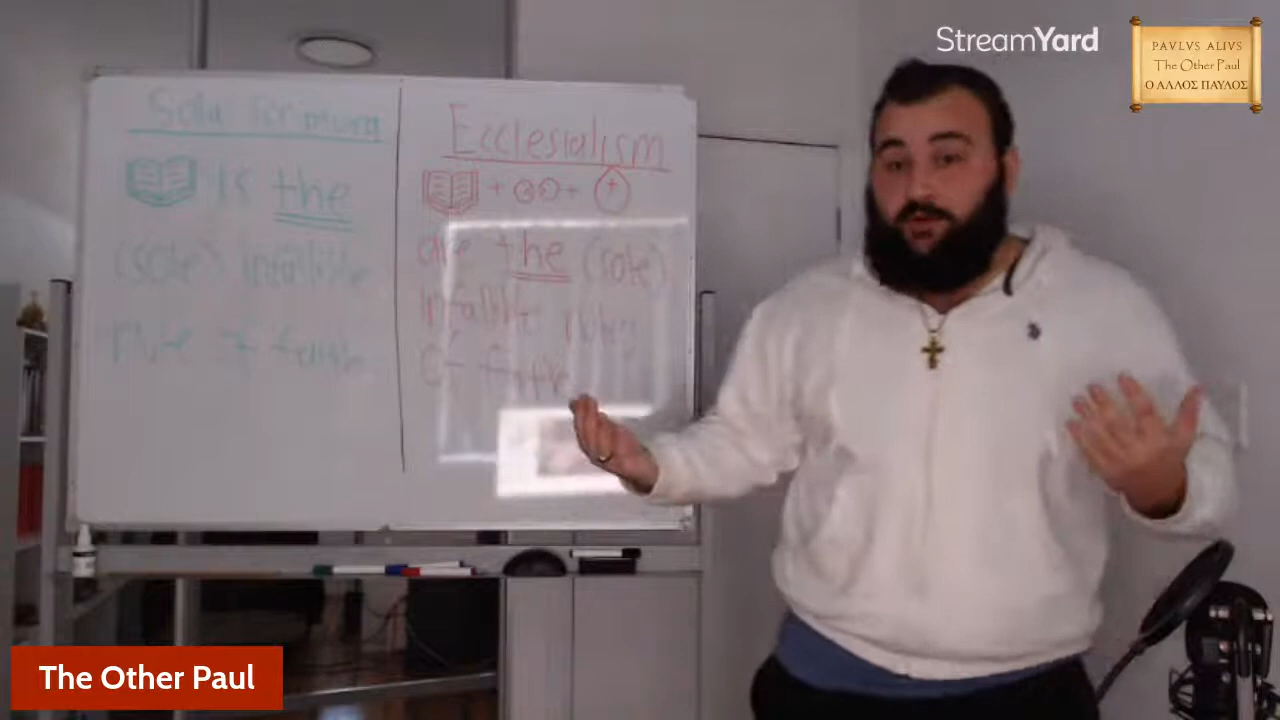 StreamYard
PAVLVS ALIVS
The Other Paul
Ο ΑΛΛΟΣ ΠΑΥΛΟΣ
Sola Scriptura
is the
(sole) infallible
rule of faith
Ecclesialism
+ +
are the (sole)
infallible rules
of faith
The Other Paul